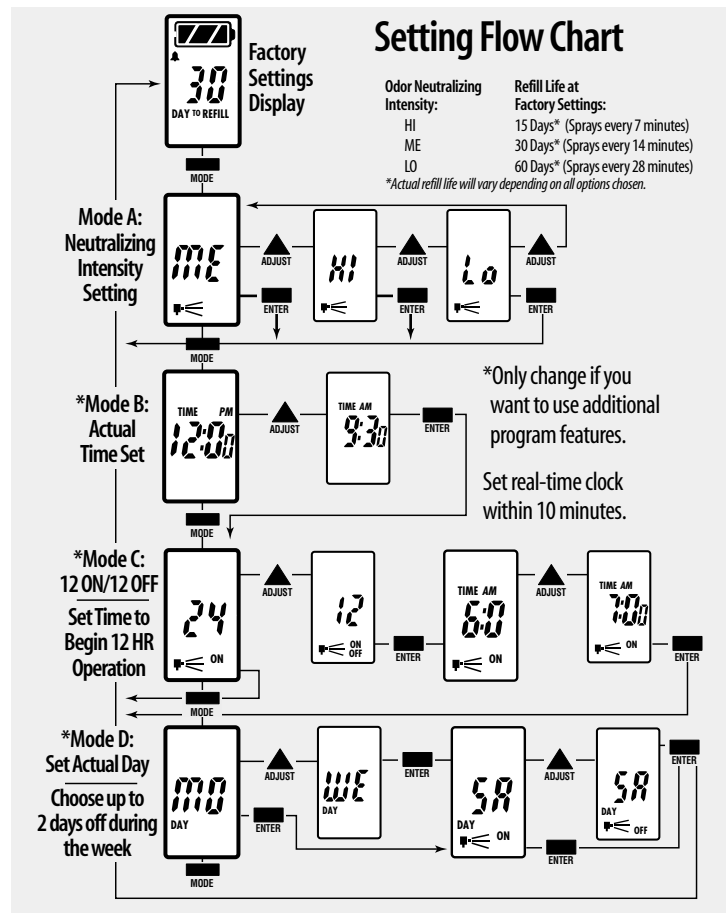 Setting Flow Chart
30
DAY TO REFILL
Factory
Settings
Display
Odor Neutralizing
Intensity:
Refill Life at
Factory Settings:
HI
15 Days* (Sprays every 7 minutes)
ME
30 Days* (Sprays every 14 minutes)
LO
60 Days* (Sprays every 28 minutes)
*Actual refill life will vary depending on all options chosen.
MODE
Mode A:
Neutralizing
Intensity
Setting
ME
ADJUST
HI
ADJUST
Lo
ADJUST
ENTER
ENTER
ENTER
MODE
*Mode B:
Actual
Time Set
TIME PM
12:00
ADJUST
TIME AM
9:30
ENTER
*Only change if you
want to use additional
program features.
Set real-time clock
within 10 minutes.
MODE
*Mode C:
12 ON/12 OFF
Set Time to
Begin 12 HR
Operation
24
ON
ADJUST
12
ON
OFF
ENTER
TIME AM
6:0
ON
ADJUST
TIME AM
7:00
ON
ENTER
MODE
*Mode D:
Set Actual Day
Choose up to
2 days off during
the week
MO
DAY
ADJUST
ENTER
WE
DAY
ENTER
SA
DAY
ON
ADJUST
ENTER
SA
DAY
OFF
ENTER
MODE